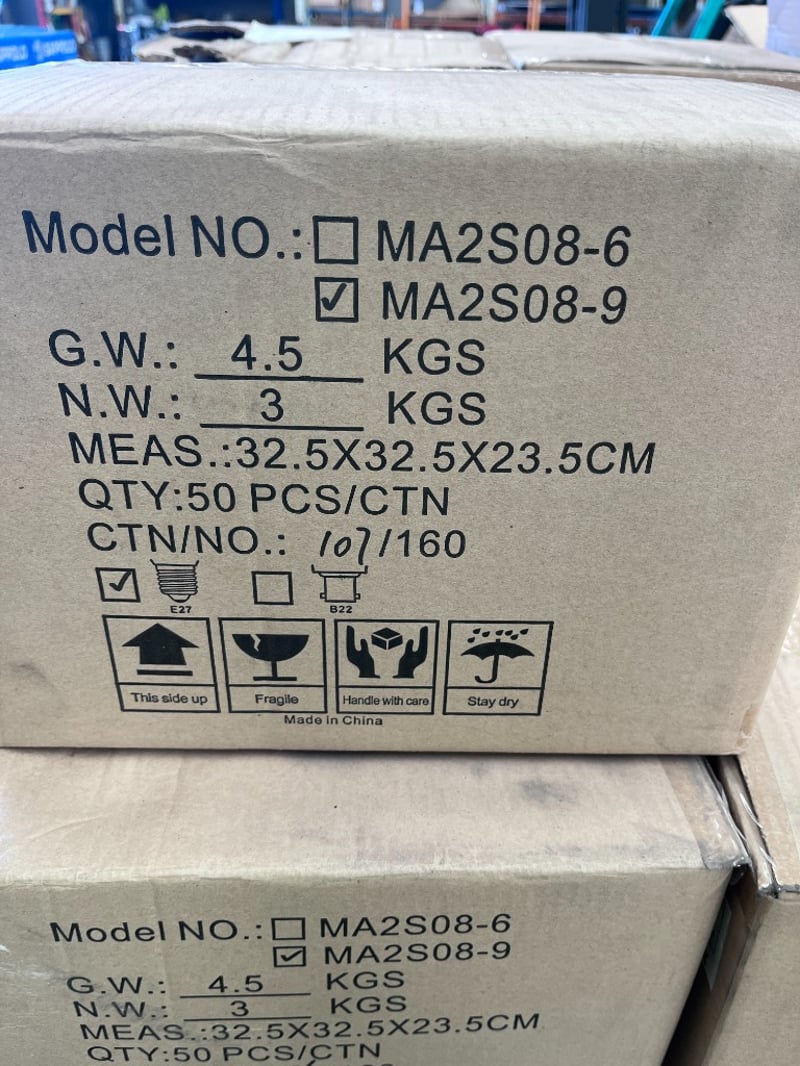 Model NO.: MA2S08-6
MA2S08-9
G.W.: 4.5 KGS
N.W.: 3 KGS
MEAS.:32.5X32.5X23.5CM
QTY:50 PCS/CTN
CTN/NO.: 107/160
E27 B22
This side up Fragile Handle with care Stay dry
Made in China
Model NO.: MA2S08-6
MA2S08-9
G.W.: 4.5 KGS
N.W.: 3 KGS
MEAS.:32.5X32.5X23.5CM
QTY:50 PCS/CTN